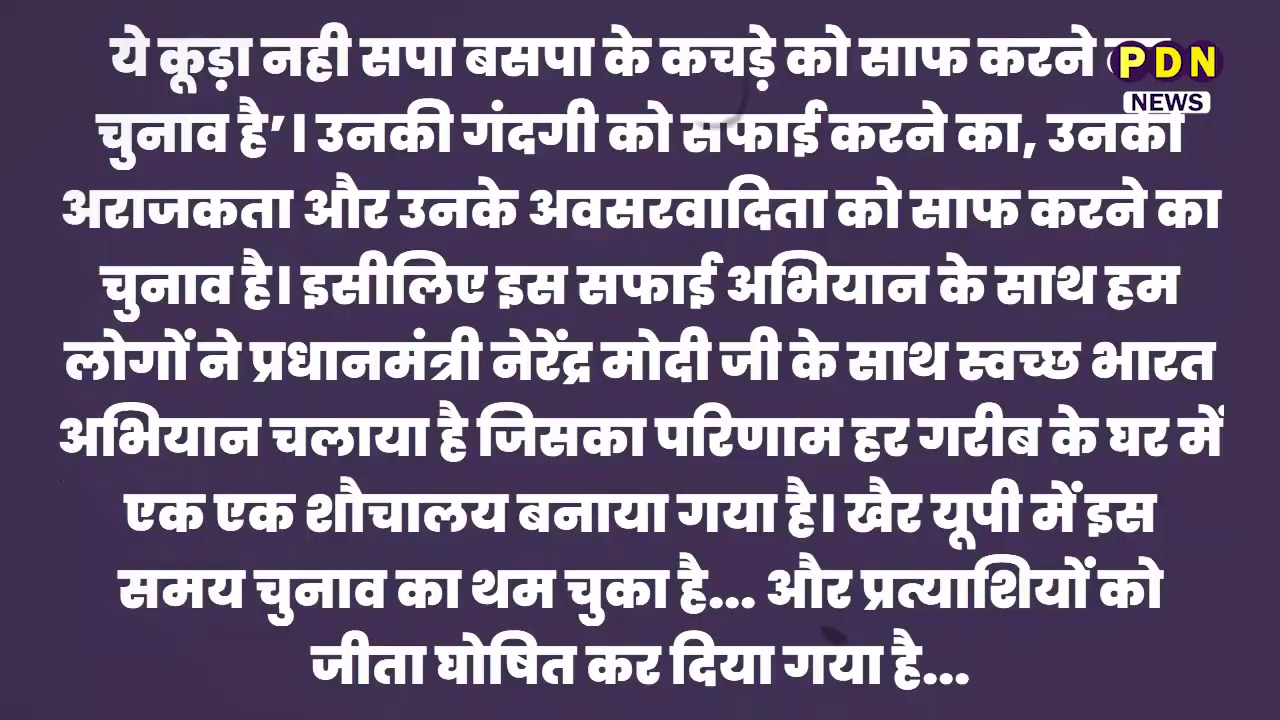 ये कूड़ा नही सपा बसपा के कचड़े को साफ करने
PDN
NEWS
चुनाव है’। उनकी गंदगी को सफाई करने का, उनकी
अराजकता और उनके अवसरवादिता को साफ करने का
चुनाव है। इसीलिए इस सफाई अभियान के साथ हम
लोगों ने प्रधानमंत्री नेरेंद्र मोदी जी के साथ स्वच्छ भारत
अभियान चलाया है जिसका परिणाम हर गरीब के घर में
एक एक शौचालय बनाया गया है। खैर यूपी में इस
समय चुनाव का थम चुका है... और प्रत्याशियों को
जीता घोषित कर दिया गया है...